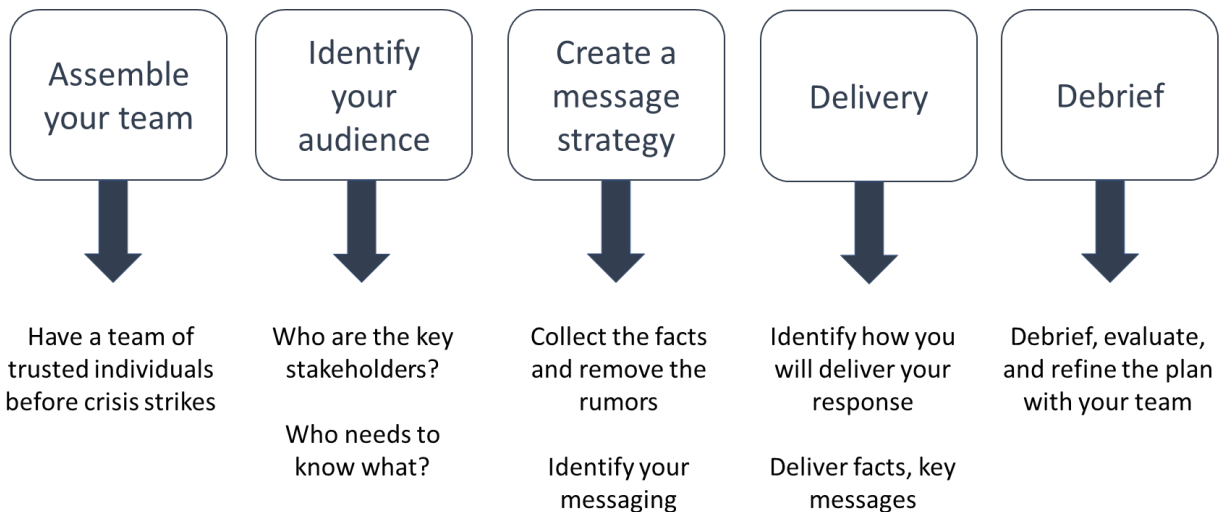 Assemble
your team
Identify
your
audience
Create a
message
strategy
Delivery
Debrief
Have a team of
trusted individuals
before crisis strikes
Who are the key
stakeholders?
Who needs to
know what?
Collect the facts
and remove the
rumors
Identify your
messaging
Identify how you
will deliver your
response
Deliver facts, key
messages
Debrief, evaluate,
and refine the plan
with your team